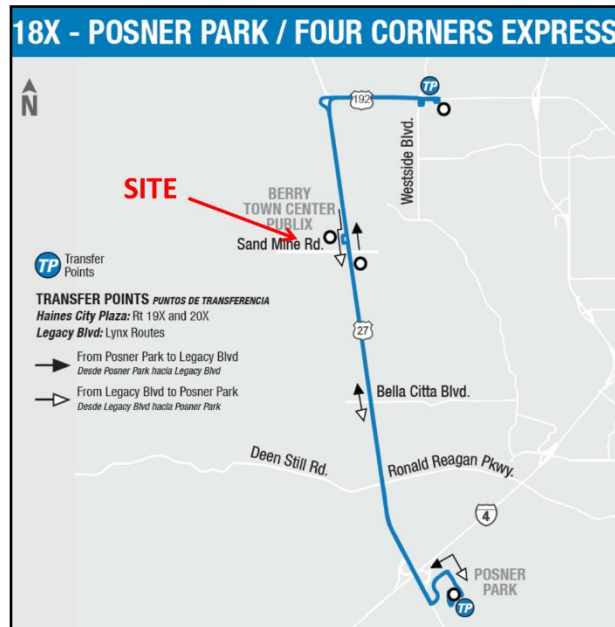 18X - POSNER PARK / FOUR CORNERS EXPRESS
N
TP
192
Westside Blvd.
SITE
BERRY
TOWN CENTER
PUBLIX
Sand Mine Rd.
TP Transfer
Points
TRANSFER POINTS PUNTOS DE TRANSFERENCIA
Haines City Plaza: Rt 19X and 20X
Legacy Blvd: Lynx Routes
From Posner Park to Legacy Blvd
Desde Posner Park hacia Legacy Blvd
From Legacy Blvd to Posner Park
Desde Legacy Blvd hacia Posner Park
27
Bella Citta Blvd.
Deen Still Rd.
Ronald Reagan Pkwy.
4
POSNER
PARK
TP